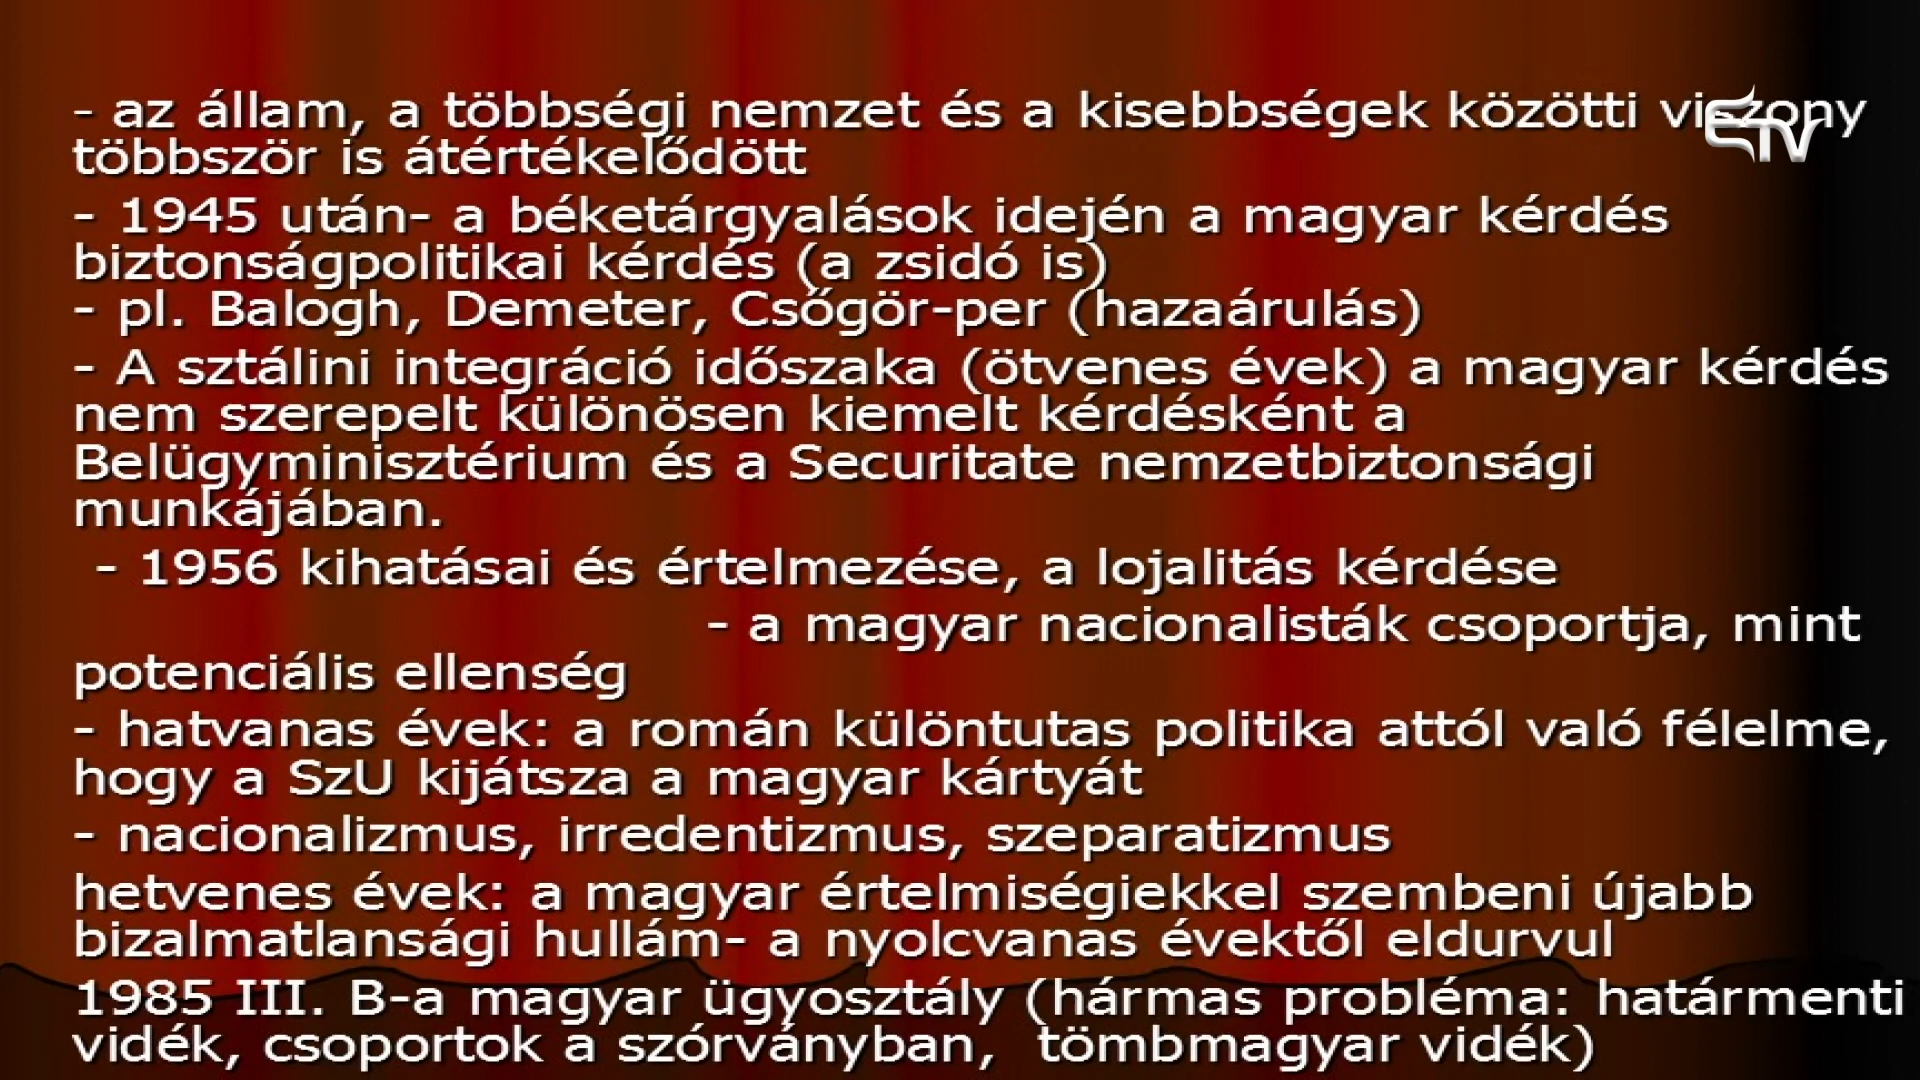 - az állam, a többségi nemzet és a kisebbségek közötti viszony
többször is átértékelődött
- 1945 után- a béketárgyalások idején a magyar kérdés
biztonságpolitikai kérdés (a zsidó is)
- pl. Balogh, Demeter, Csőgör-per (hazaárulás)
- A sztálini integráció időszaka (ötvenes évek) a magyar kérdés
nem szerepelt különösen kiemelt kérdésként a
Belügyminisztérium és a Securitate nemzetbiztonsági
munkájában.
- 1956 kihatásai és értelmezése, a lojalitás kérdése
- a magyar nacionalisták csoportja, mint
potenciális ellenség
- hatvanas évek: a román különtutas politika attól való félelme,
hogy a SzU kijátsza a magyar kártyát
- nacionalizmus, irredentizmus, szeparatizmus
hetvenes évek: a magyar értelmiségiekkel szembeni újabb
bizalmatlansági hullám- a nyolcvanas évektől eldurvul
1985 III. B-a magyar ügyosztály (hármas probléma: határmenti
vidék, csoportok a szórványban, tömbmagyar vidék)
ETV